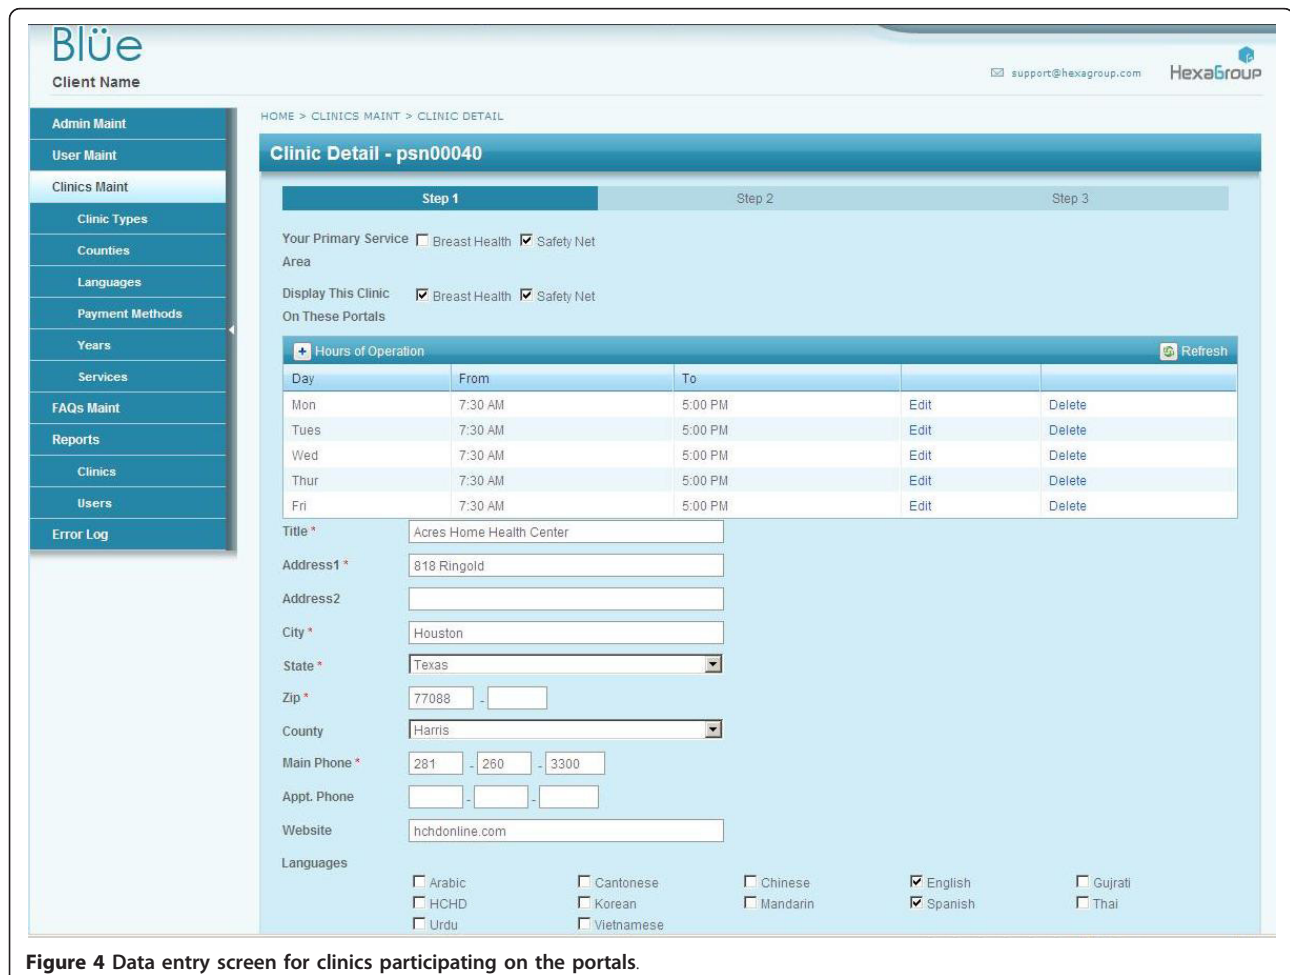 Blüe
Client Name
support@hexagroup.com
HexaGroup
Admin Maint
User Maint
Clinics Maint
Clinic Types
Counties
Languages
Payment Methods
Years
Services
FAQs Maint
Reports
Clinics
Users
Error Log
HOME > CLINICS MAINT > CLINIC DETAIL
Clinic Detail - psn00040
Step 1 Step 2 Step 3
Your Primary Service Breast Health Safety Net
Area
Display This Clinic Breast Health Safety Net
On These Portals
Hours of Operation Refresh
Day From To
Mon 7:30 AM 5:00 PM Edit Delete
Tues 7:30 AM 5:00 PM Edit Delete
Wed 7:30 AM 5:00 PM Edit Delete
Thur 7:30 AM 5:00 PM Edit Delete
Fri 7:30 AM 5:00 PM Edit Delete
Title * Acres Home Health Center
Address1 * 818 Ringold
Address2
City * Houston
State * Texas
Zip * 77088 -
County Harris
Main Phone * 281 - 260 - 3300
Appt. Phone - -
Website hchdonline.com
Languages
Arabic Cantonese Chinese English Gujrati
HCHD Korean Mandarin Spanish Thai
Urdu Vietnamese
Figure 4 Data entry screen for clinics participating on the portals.